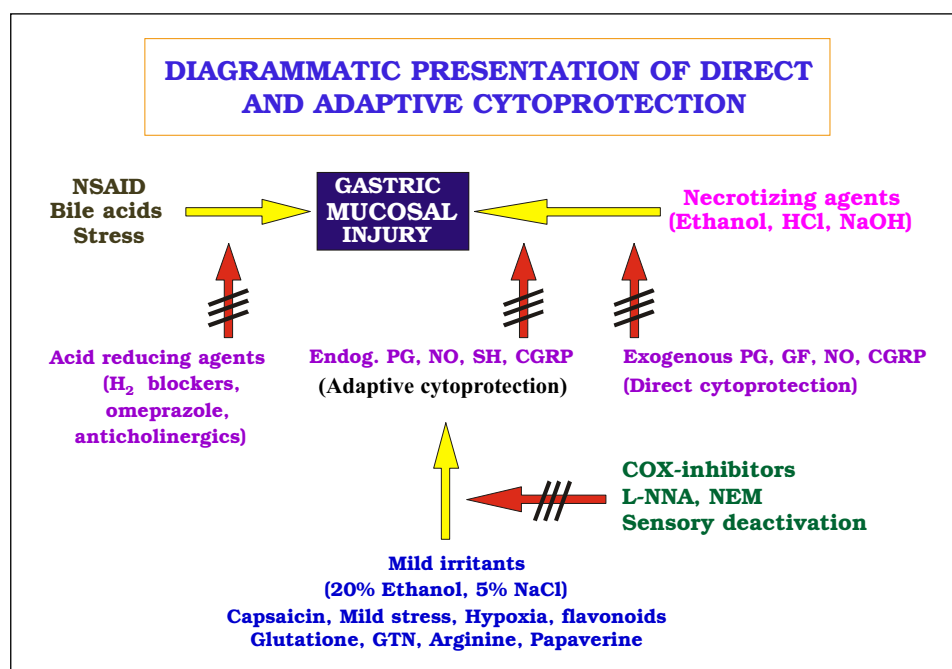 DIAGRAMMATIC PRESENTATION OF DIRECT
AND ADAPTIVE CYTOPROTECTION
NSAID
Bile acids
Stress
GASTRIC
MUCOSAL
INJURY
Necrotizing agents
(Ethanol, HCl, NaOH)
Acid reducing agents
(H₂ blockers,
omeprazole,
anticholinergics)
Endog. PG, NO, SH, CGRP
(Adaptive cytoprotection)
Exogenous PG, GF, NO, CGRP
(Direct cytoprotection)
COX-inhibitors
L-NNA, NEM
Sensory deactivation
Mild irritants
(20% Ethanol, 5% NaCl)
Capsaicin, Mild stress, Hypoxia, flavonoids
Glutatione, GTN, Arginine, Papaverine